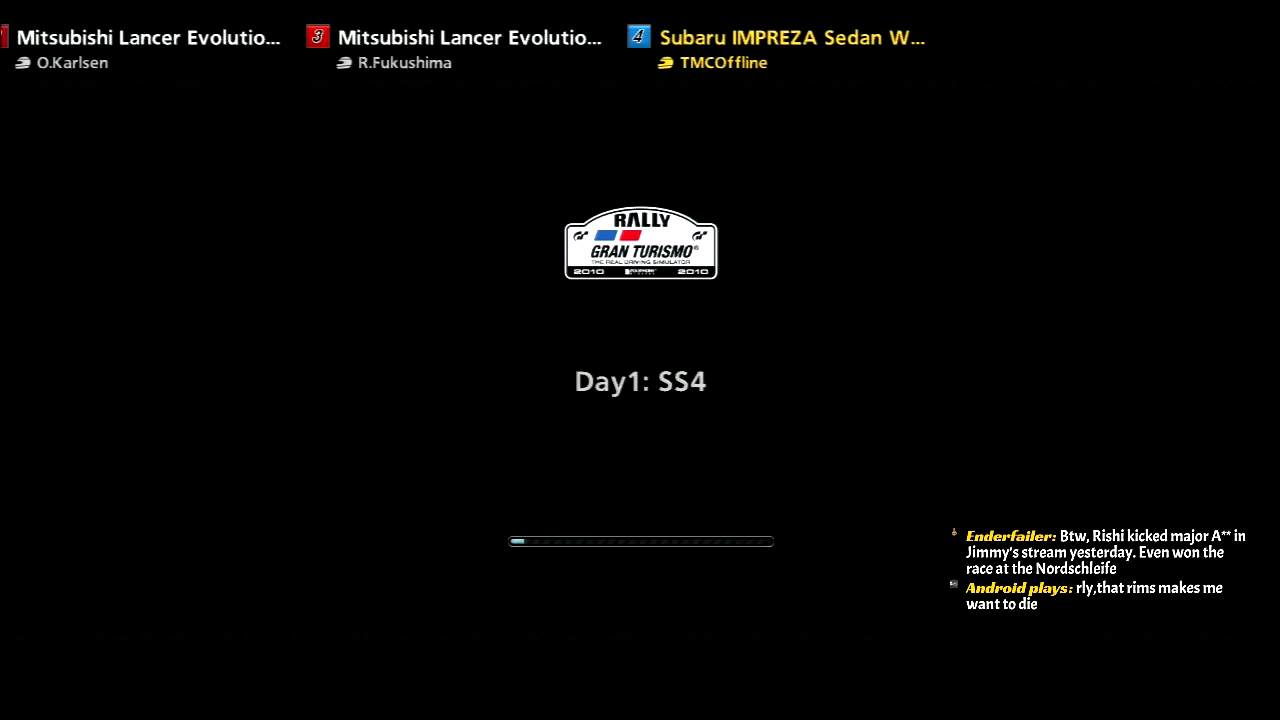 Mitsubishi Lancer Evolutio...
O.Karlsen
3 Mitsubishi Lancer Evolutio...
R.Fukushima
4 Subaru IMPREZA Sedan W...
TMCOffline
RALLY
GRAN TURISMO®
THE REAL DRIVING SIMULATOR
2010 2010
Day1: SS4
Enderfailer: Btw, Rishi kicked major A** in
Jimmy's stream yesterday. Even won the
race at the Nordschleife
Android plays: rly,that rims makes me
want to die